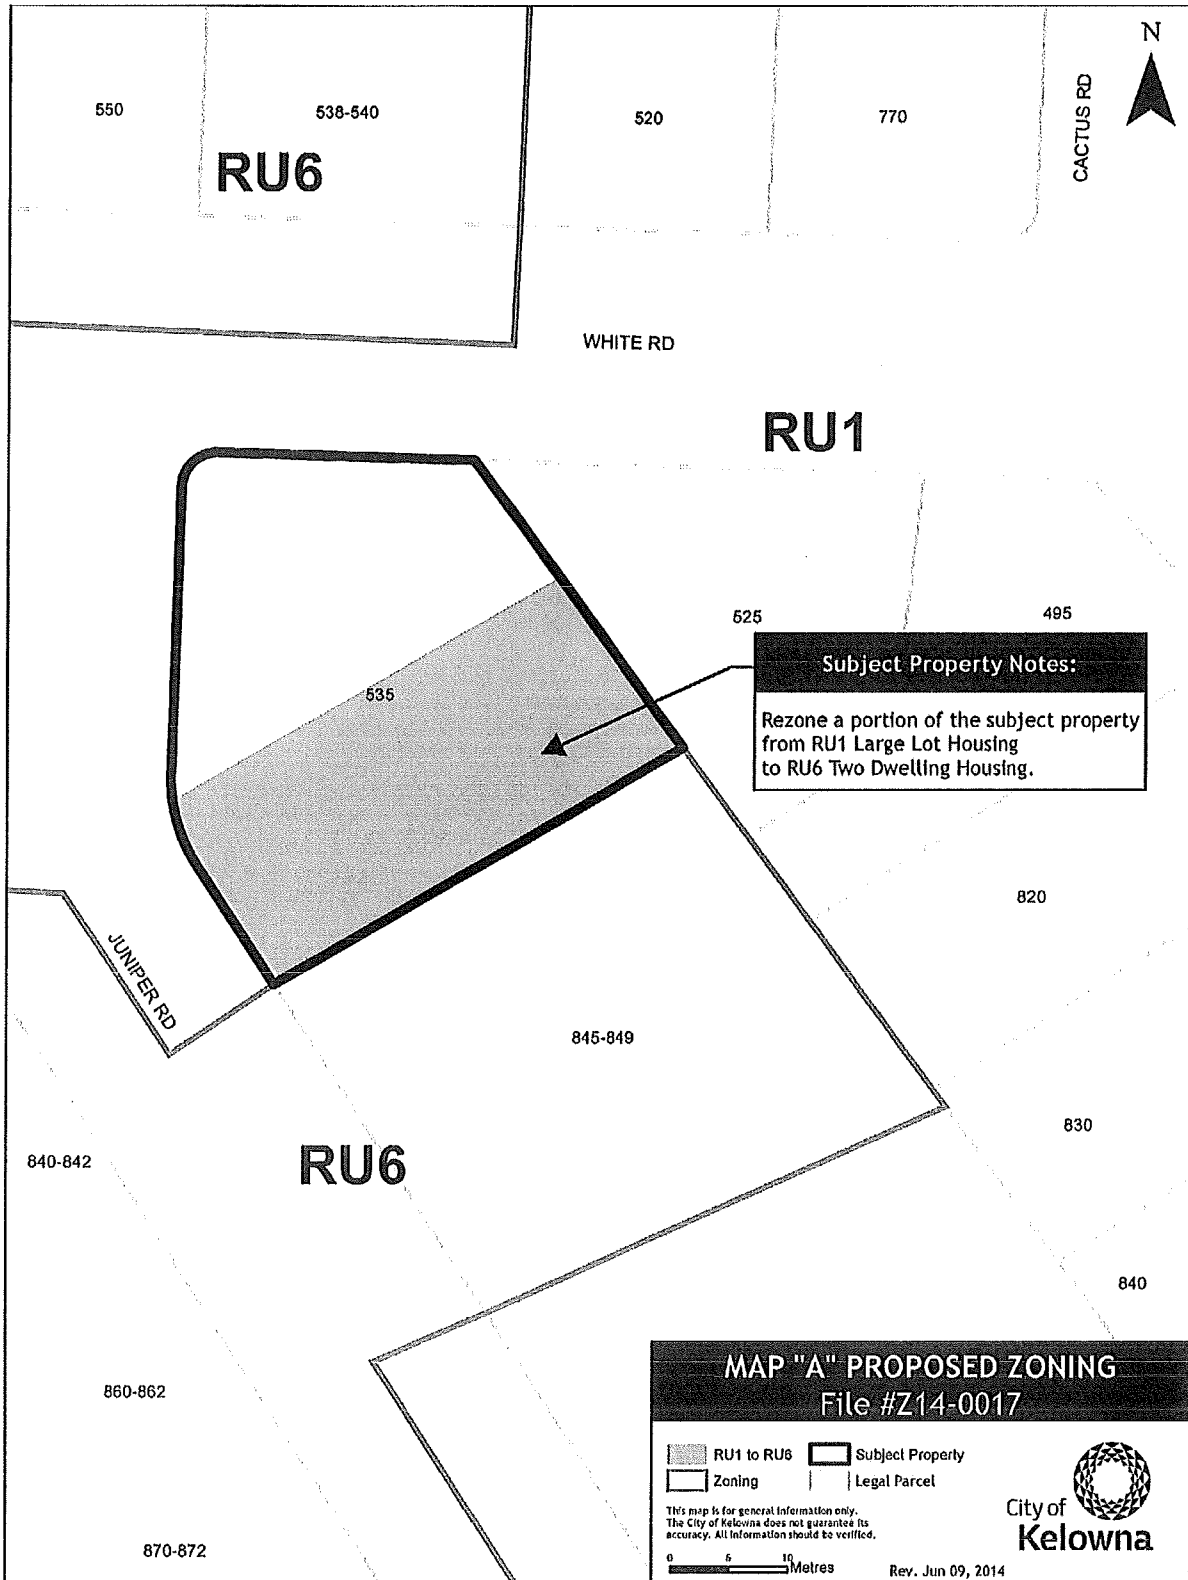 N
550
538-540
520
770
CACTUS RD
RU6
WHITE RD
RU1
525
495
535
Subject Property Notes:
Rezone a portion of the subject property
from RU1 Large Lot Housing
to RU6 Two Dwelling Housing.
820
JUNIPER RD
845-849
830
840-842
RU6
840
860-862
870-872
MAP "A" PROPOSED ZONING
File #Z14-0017
RU1 to RU6
Subject Property
Zoning
Legal Parcel
This map is for general information only.
The City of Kelowna does not guarantee its
accuracy. All information should be verified.
0 5 10 Metres
Rev. Jun 09, 2014
City of
Kelowna